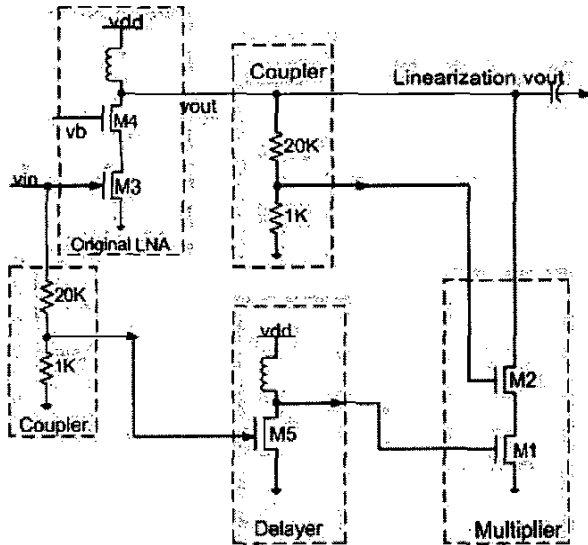 vdd
Coupler
Linearization vout
vout
M4
vb
20K
vin
M3
1K
Original LNA
20K
vdd
1K
M2
M5
M1
Coupler
Delayer
Multiplier